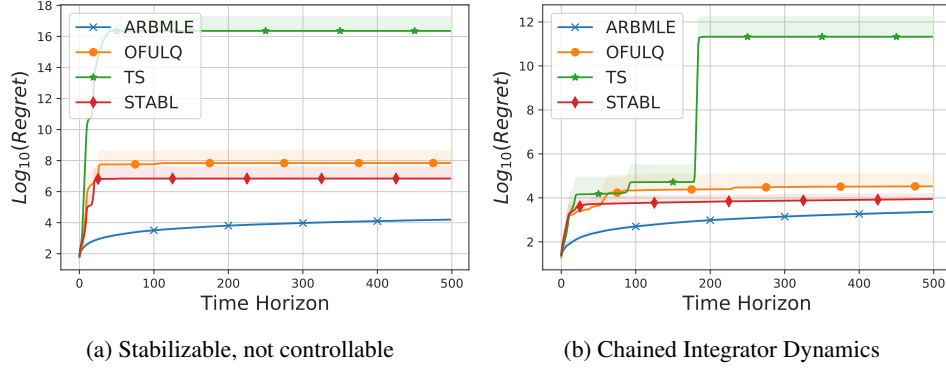 18
16
14
12
10
8
6
4
2
0 100 200 300 400 500
Log₁₀(Regret)
Time Horizon
ARBMLE
OFULQ
TS
STABL
(a) Stabilizable, not controllable
12
10
8
6
4
2
0 100 200 300 400 500
Log₁₀(Regret)
Time Horizon
ARBMLE
OFULQ
TS
STABL
(b) Chained Integrator Dynamics